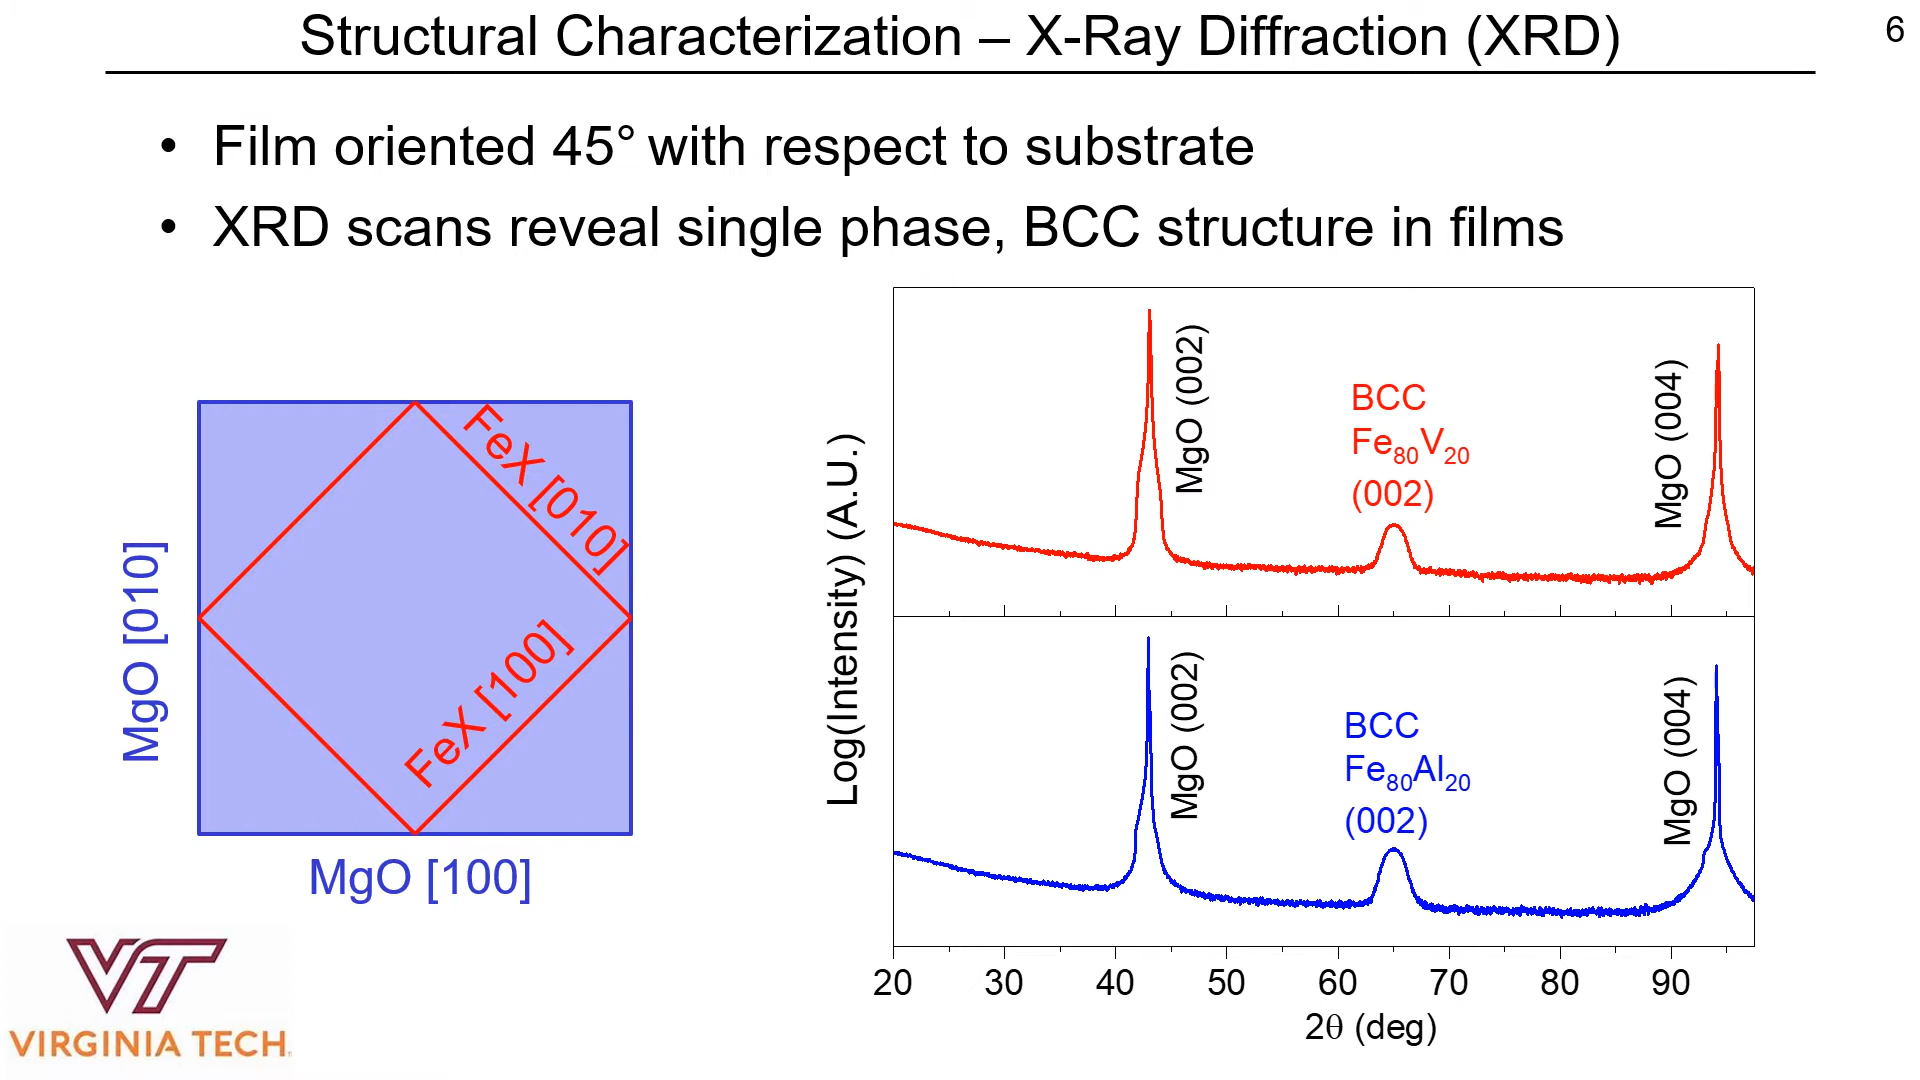 Structural Characterization – X-Ray Diffraction (XRD)
6
• Film oriented 45° with respect to substrate
• XRD scans reveal single phase, BCC structure in films
FeX [010]
FeX [100]
MgO [010]
MgO [100]
Log(Intensity) (A.U.)
MgO (002)
BCC
Fe80V20
(002)
MgO (004)
MgO (002)
BCC
Fe80Al20
(002)
MgO (004)
20 30 40 50 60 70 80 90
2θ (deg)
VT
VIRGINIA TECH